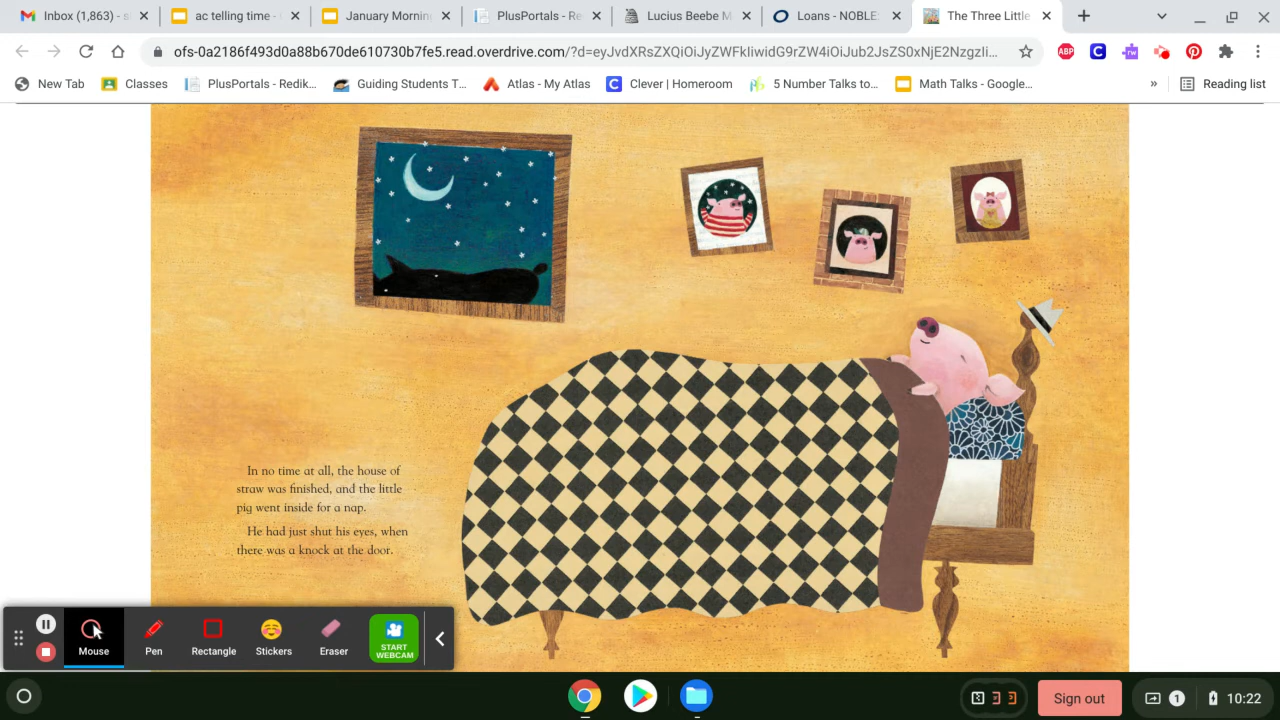 Inbox (1,863) - s
ac telling time -
January Mornin
PlusPortals - Re
Lucius Beebe M
Loans - NOBLE
The Three Little
ofs-0a2186f493d0a88b670de610730b7fe5.read.overdrive.com/?d=eyJvdXRsZXQiOiJyZWFkIiwidG9rZW4iOiJub2JsZS0xNjE2NzgzIi...
New Tab
Classes
PlusPortals - Redik...
Guiding Students T...
Atlas - My Atlas
Clever | Homeroom
5 Number Talks to...
Math Talks - Google...
»
Reading list
In no time at all, the house of
straw was finished, and the little
pig went inside for a nap.
He had just shut his eyes, when
there was a knock at the door.
Mouse
Pen
Rectangle
Stickers
Eraser
START
WEBCAM
Sign out
1
10:22